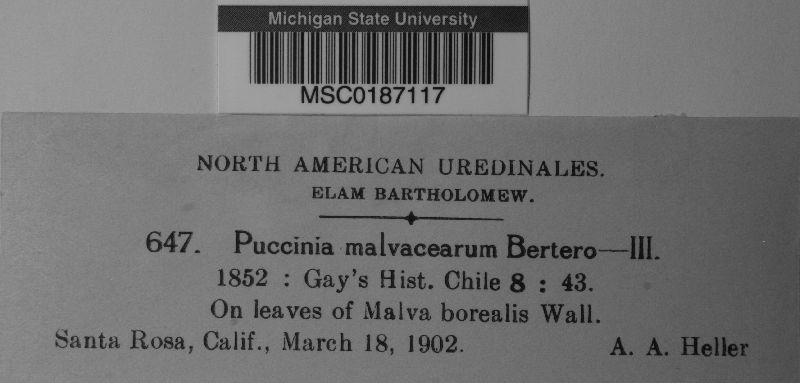 Michigan State University
MSC0187117
NORTH AMERICAN UREDINALES.
ELAM BARTHOLOMEW.
647. Puccinia malvacearum Bertero—III.
1852 : Gay's Hist. Chile 8 : 43.
On leaves of Malva borealis Wall.
Santa Rosa, Calif., March 18, 1902. A. A. Heller